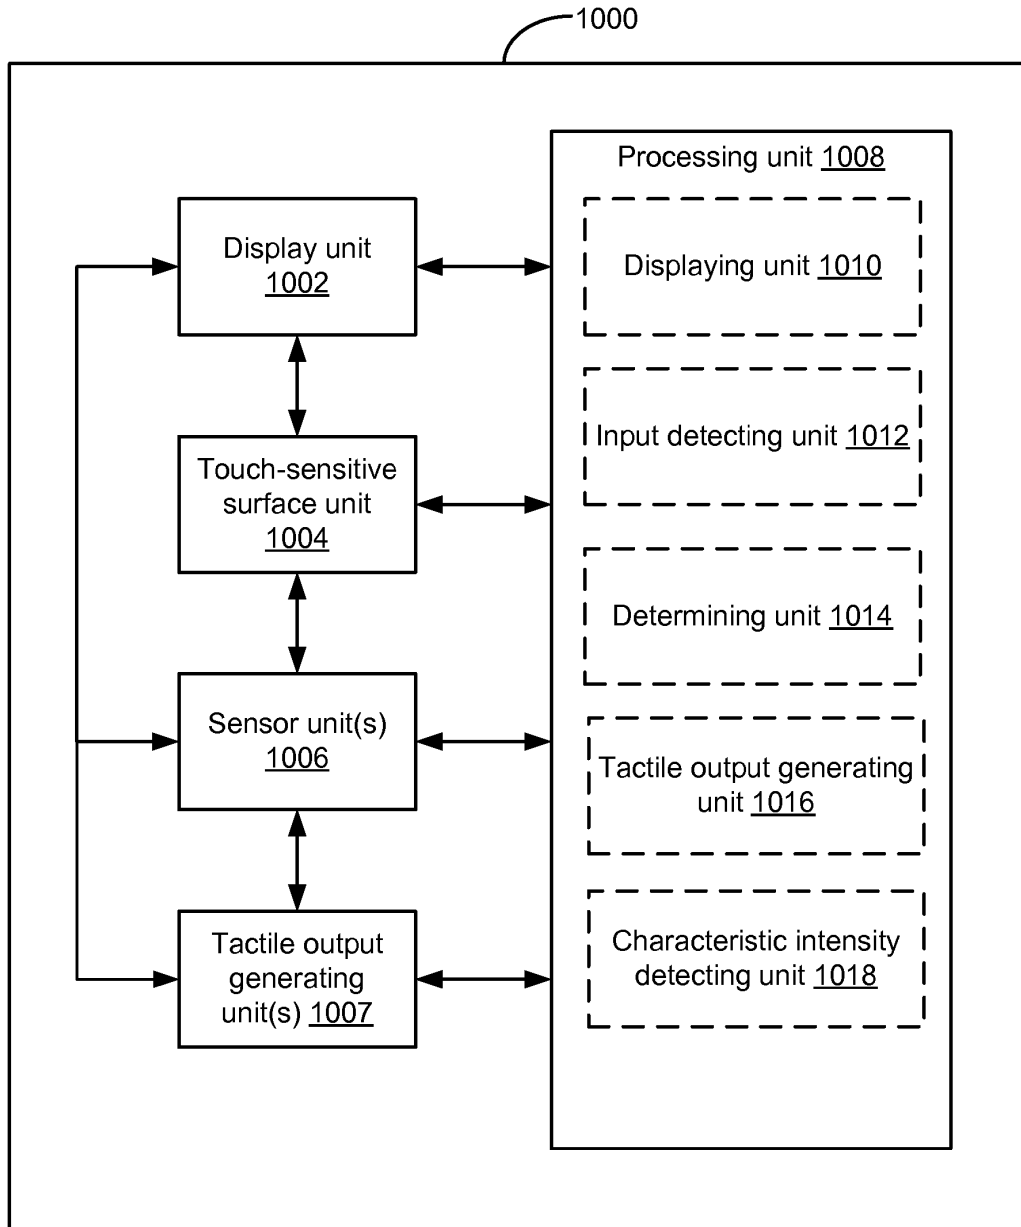 1000
Processing unit 1008
Display unit
1002
Displaying unit 1010
Input detecting unit 1012
Touch-sensitive
surface unit
1004
Determining unit 1014
Sensor unit(s)
1006
Tactile output generating
unit 1016
Tactile output
generating
unit(s) 1007
Characteristic intensity
detecting unit 1018